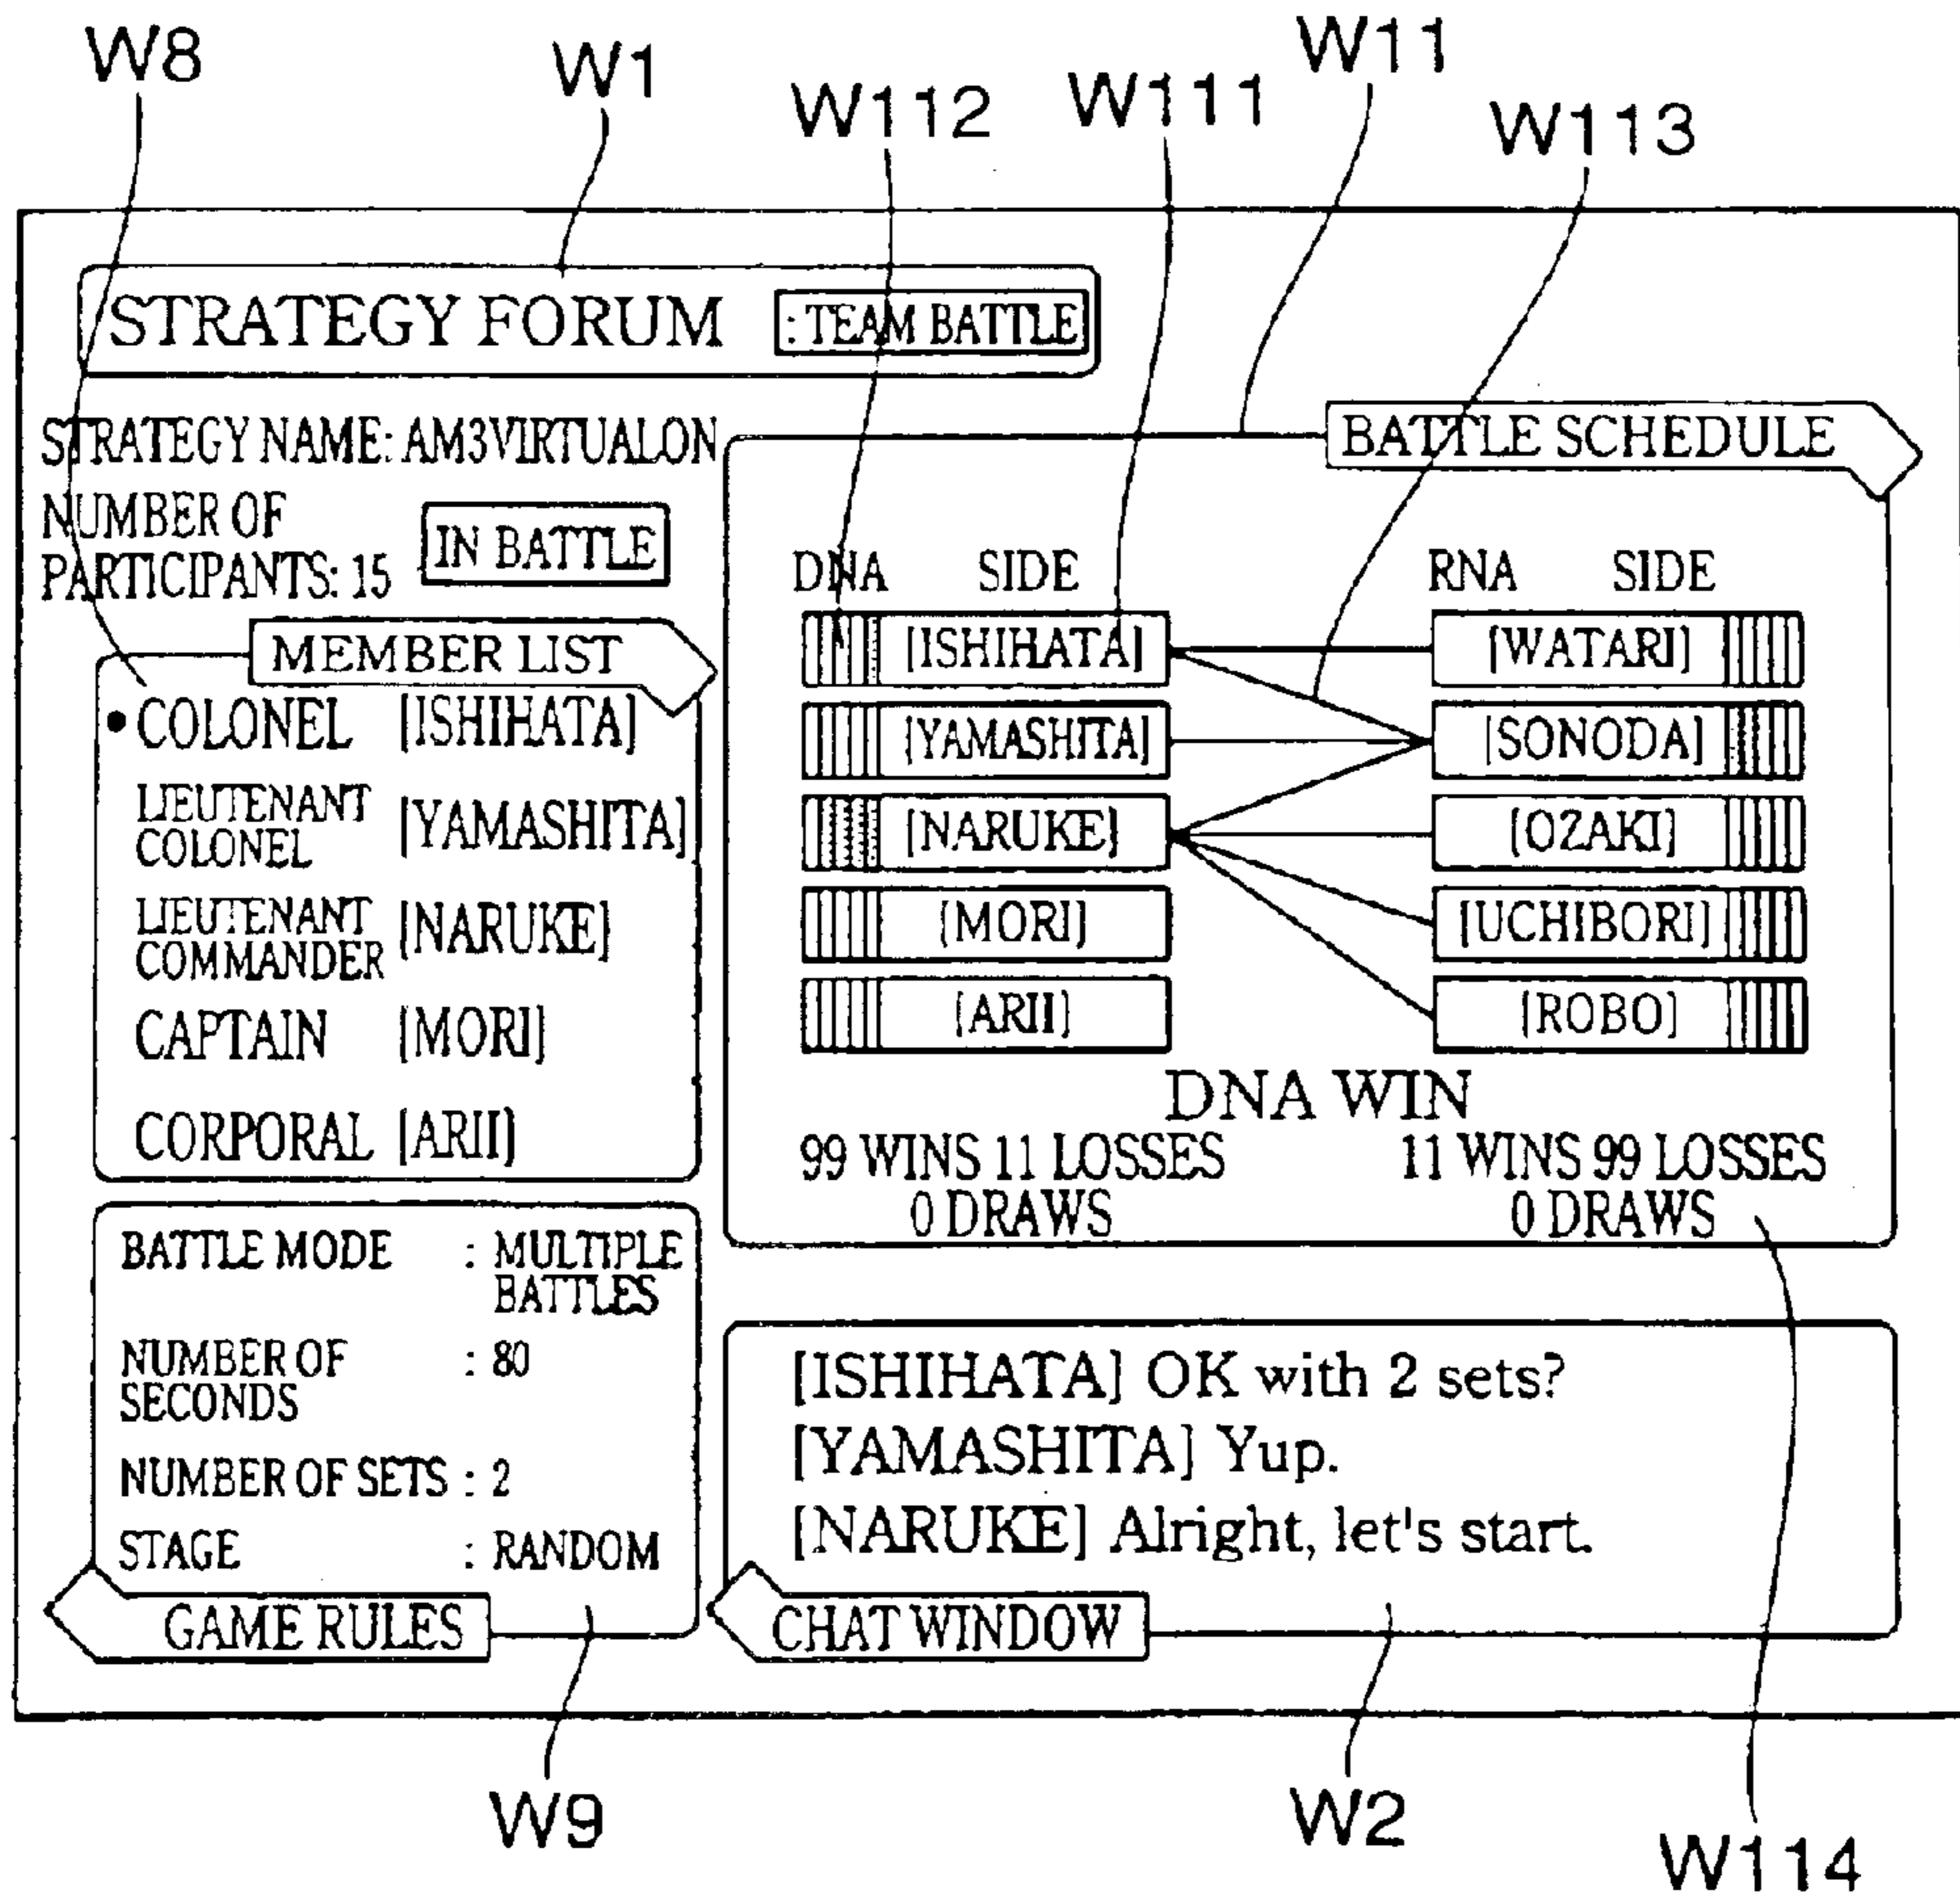 W8
W1
W112
W111
W11
W113
STRATEGY FORUM : TEAM BATTLE
STRATEGY NAME: AM3VIRTUALON
NUMBER OF
PARTICIPANTS: 15
IN BATTLE
MEMBER LIST
• COLONEL [ISHIHATA]
LIEUTENANT
COLONEL
[YAMASHITA]
LIEUTENANT
COMMANDER
[NARUKE]
CAPTAIN [MORI]
CORPORAL [ARII]
BATTLE SCHEDULE
DNA SIDE RNA SIDE
[ISHIHATA] [WATARI]
[YAMASHITA] [SONODA]
[NARUKE] [OZAKI]
[MORI] [UCHIBORI]
[ARII] [ROBO]
DNA WIN
99 WINS 11 LOSSES 11 WINS 99 LOSSES
0 DRAWS 0 DRAWS
BATTLE MODE : MULTIPLE
BATTLES
NUMBER OF : 80
SECONDS
NUMBER OF SETS : 2
STAGE : RANDOM
GAME RULES
[ISHIHATA] OK with 2 sets?
[YAMASHITA] Yup.
[NARUKE] Alright, let's start.
CHAT WINDOW
W9
W2
W114